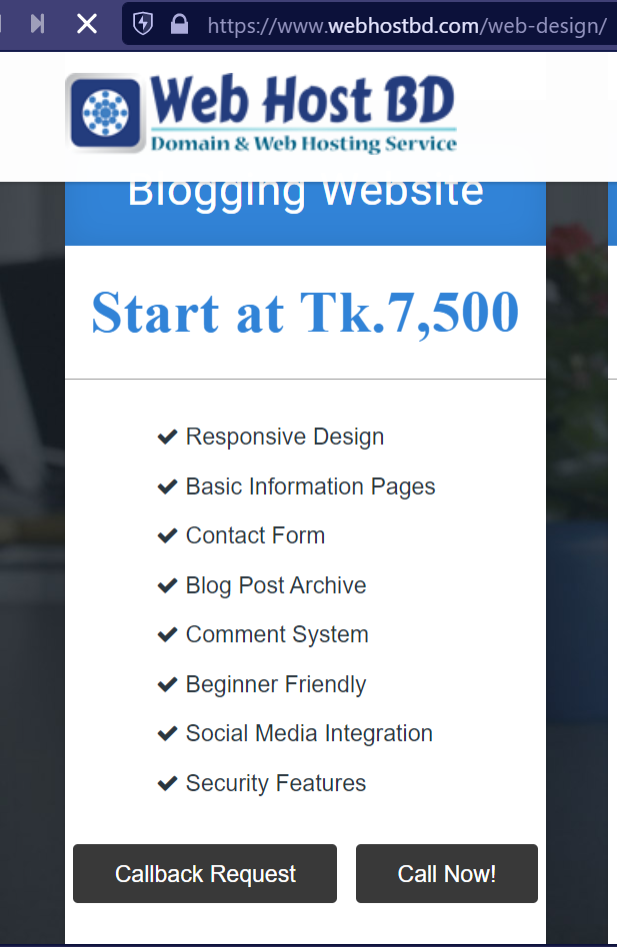 https://www.webhostbd.com/web-design/
Web Host BD
Domain & Web Hosting Service
Blogging Website
Start at Tk.7,500
Responsive Design
Basic Information Pages
Contact Form
Blog Post Archive
Comment System
Beginner Friendly
Social Media Integration
Security Features
Callback Request
Call Now!